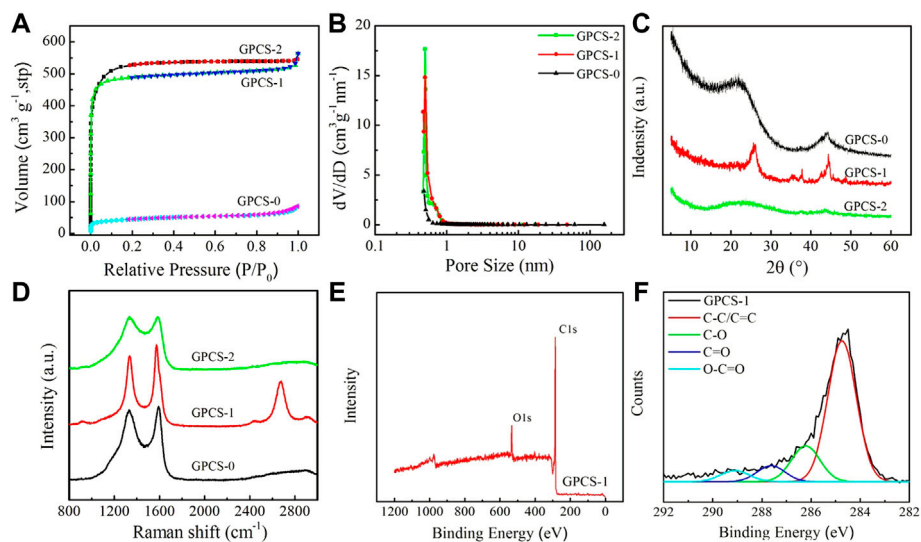 A
Volume (cm³ g⁻¹,stp)
600
500
400
300
200
100
0
GPCS-2
GPCS-1
GPCS-0
0.0 0.2 0.4 0.6 0.8 1.0
Relative Pressure (P/P₀)
B
dV/dD (cm³g⁻¹nm⁻¹)
20
15
10
5
0
GPCS-2
GPCS-1
GPCS-0
0.1 1 10 100
Pore Size (nm)
C
Indensity (a.u.)
GPCS-0
GPCS-1
GPCS-2
10 20 30 40 50 60
2θ (°)
D
Intensity (a.u.)
GPCS-2
GPCS-1
GPCS-0
800 1200 1600 2000 2400 2800
Raman shift (cm⁻¹)
E
Intensity
C1s
O1s
GPCS-1
1200 1000 800 600 400 200 0
Binding Energy (eV)
F
Counts
GPCS-1
C-C/C=C
C-O
C=O
O-C=O
292 290 288 286 284 282
Binding Energy (eV)